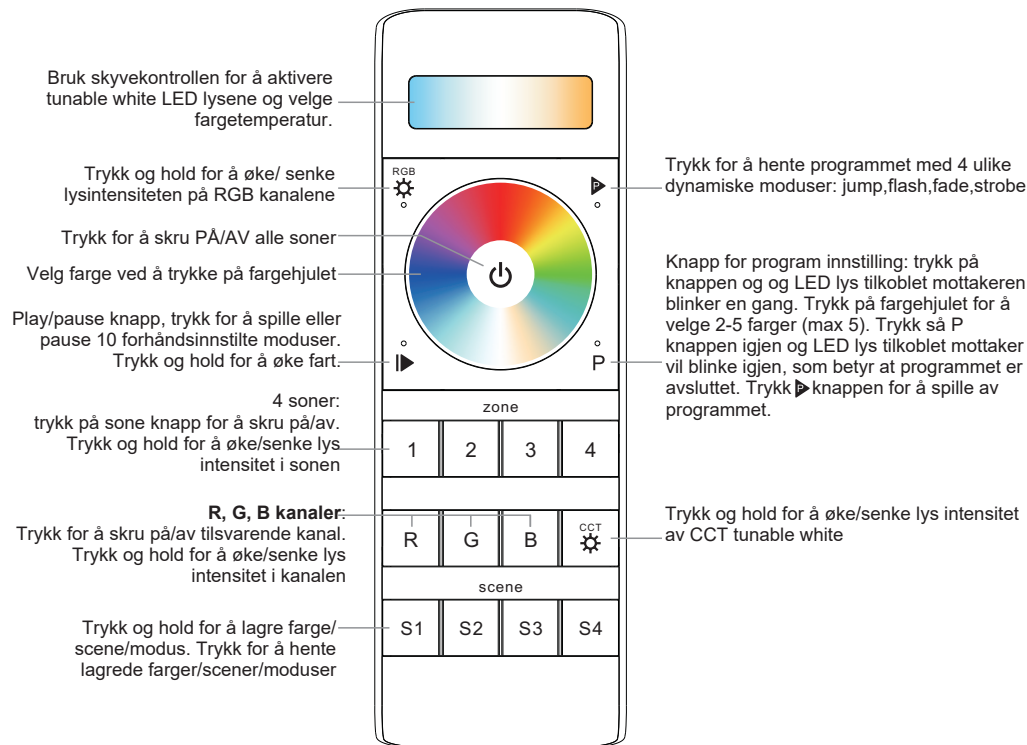 Bruk skyvekontrollen for å aktivere
tunable white LED lysene og velge
fargetemperatur.
Trykk og hold for å øke/ senke
lysintensiteten på RGB kanalene
Trykk for å skru PÅ/AV alle soner
Velg farge ved å trykke på fargehjulet
Play/pause knapp, trykk for å spille eller
pause 10 forhåndsinnstilte moduser.
Trykk og hold for å øke fart.
4 soner:
trykk på sone knapp for å skru på/av.
Trykk og hold for å øke/senke lys
intensitet i sonen
R, G, B kanaler:
Trykk for å skru på/av tilsvarende kanal.
Trykk og hold for å øke/senke lys
intensitet i kanalen
Trykk og hold for å lagre farge/
scene/modus. Trykk for å hente
lagrede farger/scener/moduser
RGB
P
P
zone
1 2 3 4
R G B CCT
scene
S1 S2 S3 S4
Trykk for å hente programmet med 4 ulike
dynamiske moduser: jump,flash,fade,strobe
Knapp for program innstilling: trykk på
knappen og og LED lys tilkoblet mottakeren
blinker en gang. Trykk på fargehjulet for å
velge 2-5 farger (max 5). Trykk så P
knappen igjen og LED lys tilkoblet mottaker
vil blinke igjen, som betyr at programmet er
avsluttet. Trykk P knappen for å spille av
programmet.
Trykk og hold for å øke/senke lys intensitet
av CCT tunable white